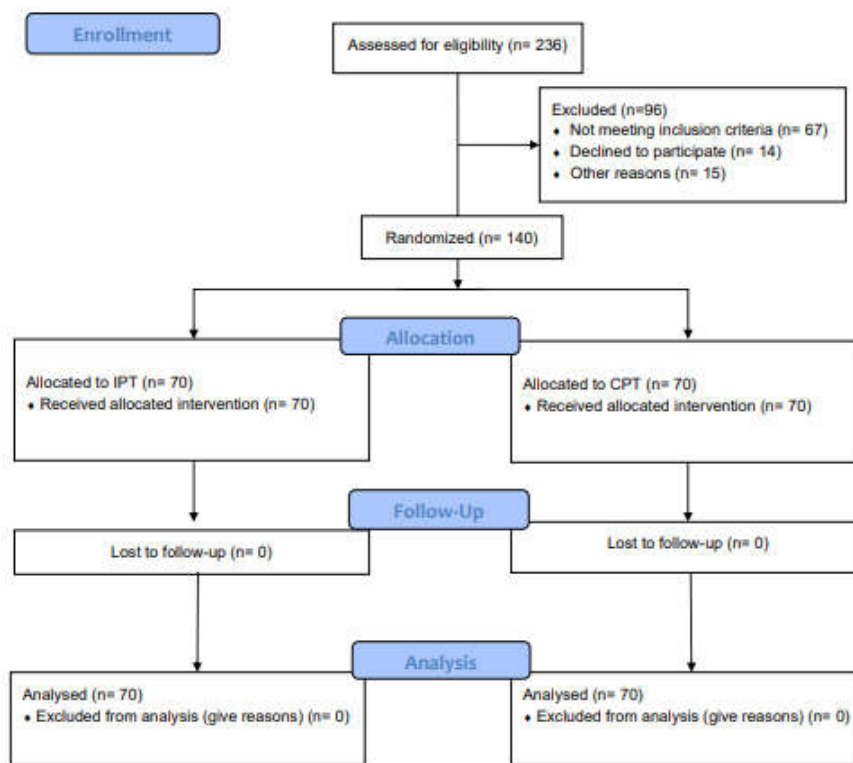 Enrollment
Assessed for eligibility (n= 236)
Excluded (n=96)
♦ Not meeting inclusion criteria (n= 67)
♦ Declined to participate (n= 14)
♦ Other reasons (n= 15)
Randomized (n= 140)
Allocation
Allocated to IPT (n= 70)
♦ Received allocated intervention (n= 70)
Allocated to CPT (n= 70)
♦ Received allocated intervention (n= 70)
Follow-Up
Lost to follow-up (n= 0)
Lost to follow-up (n= 0)
Analysis
Analysed (n= 70)
♦ Excluded from analysis (give reasons) (n= 0)
Analysed (n= 70)
♦ Excluded from analysis (give reasons) (n= 0)